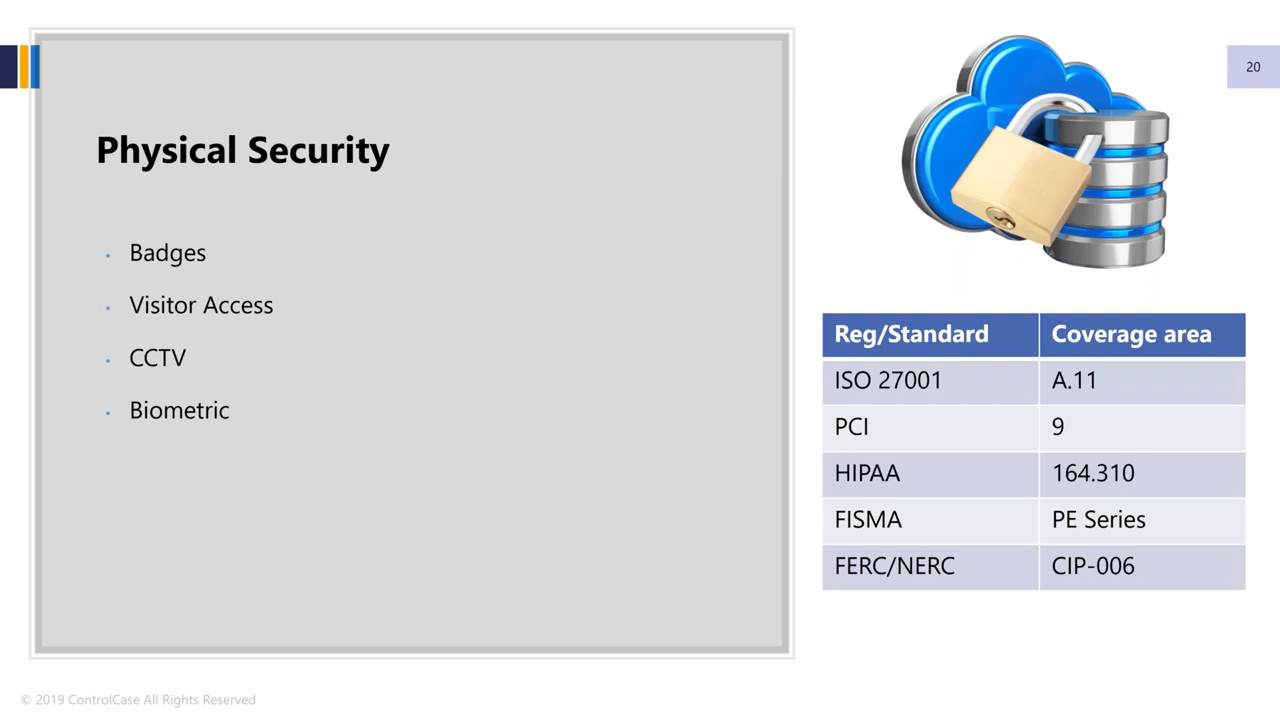 20
Physical Security
Badges
Visitor Access
CCTV
Biometric
Reg/Standard Coverage area
ISO 27001 A.11
PCI 9
HIPAA 164.310
FISMA PE Series
FERC/NERC CIP-006
© 2019 ControlCase All Rights Reserved